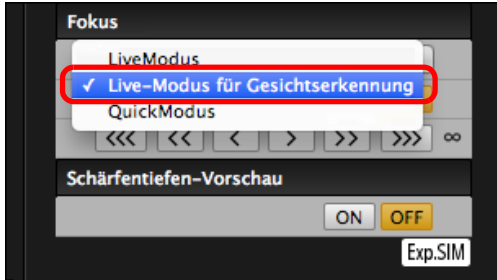 Fokus
LiveModus
✓ Live-Modus für Gesichtserkennung
QuickModus
<<< << < > >> >>> ∞
Schärfentiefen-Vorschau
ON OFF
Exp.SIM